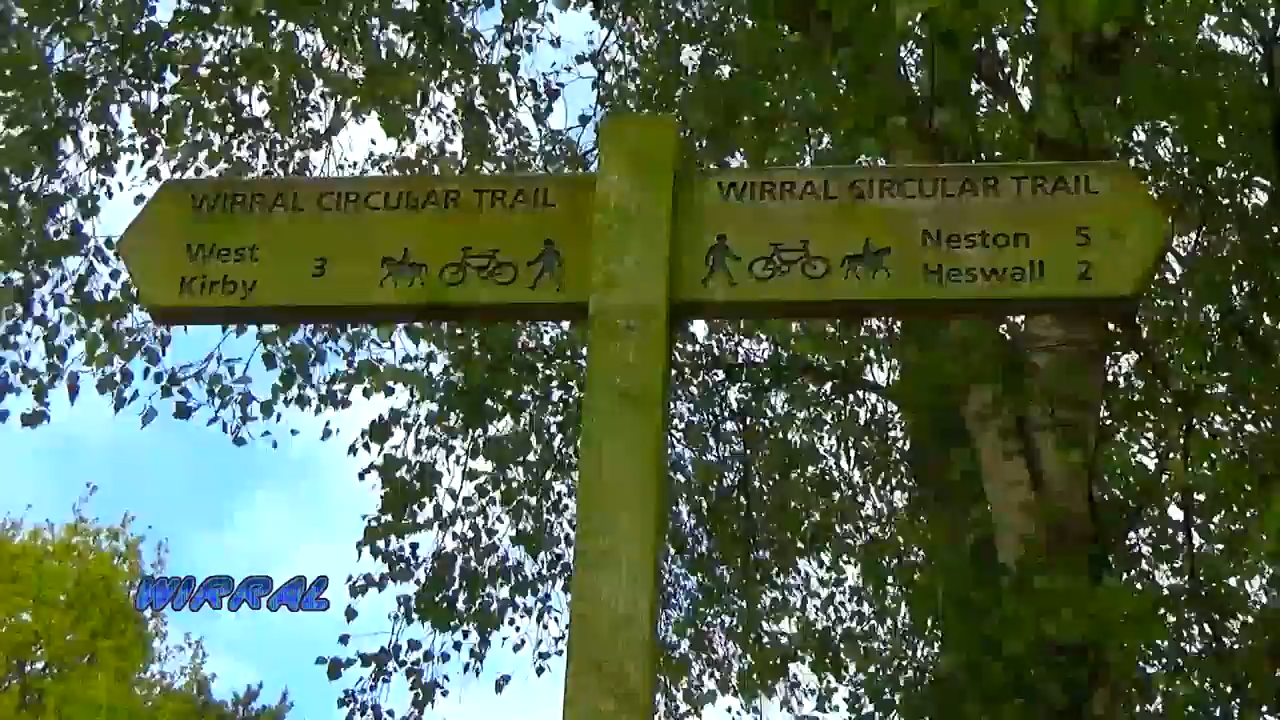 WIRRAL CIRCULAR TRAIL
West
Kirby
3
WIRRAL CIRCULAR TRAIL
Neston 5
Heswall 2
WIRRAL